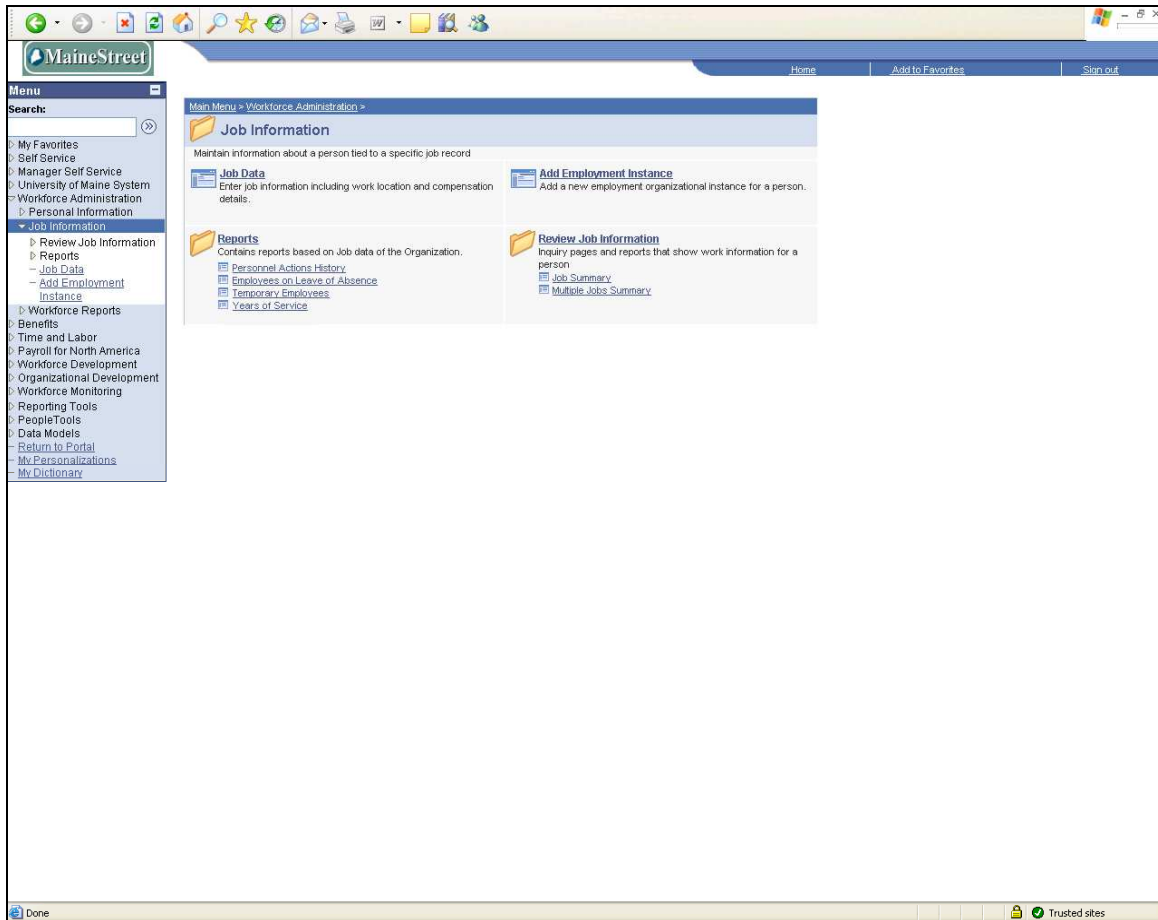 MaineStreet
Home
Add to Favorites
Sign out
Menu
Search:
My Favorites
Self Service
Manager Self Service
University of Maine System
Workforce Administration
Personal Information
Job Information
Review Job Information
Reports
Job Data
Add Employment
Instance
Workforce Reports
Benefits
Time and Labor
Payroll for North America
Workforce Development
Organizational Development
Workforce Monitoring
Reporting Tools
PeopleTools
Data Models
Return to Portal
My Personalizations
My Dictionary
Main Menu > Workforce Administration >
Job Information
Maintain information about a person tied to a specific job record
Job Data
Enter job information including work location and compensation
details.
Add Employment Instance
Add a new employment organizational instance for a person.
Reports
Contains reports based on Job data of the Organization.
Personnel Actions History
Employees on Leave of Absence
Temporary Employees
Years of Service
Review Job Information
Inquiry pages and reports that show work information for a
person
Job Summary
Multiple Jobs Summary
Done
Trusted sites